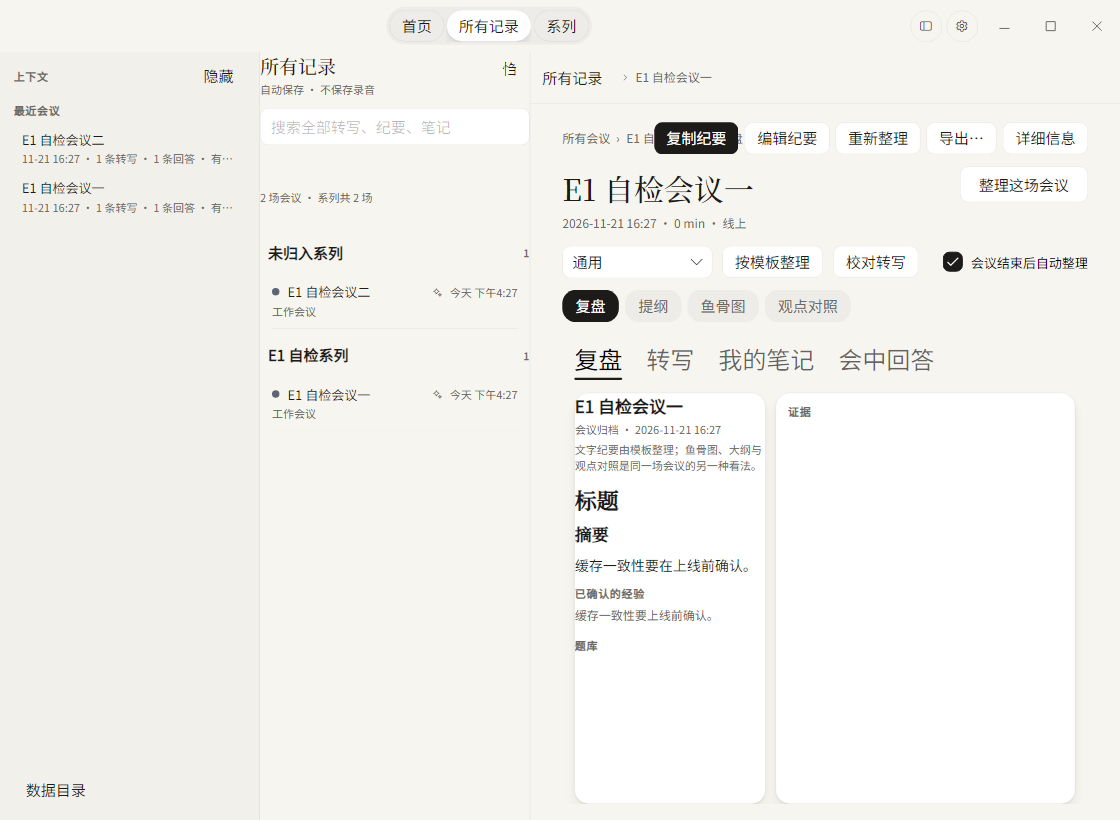 首页 所有记录 系列
上下文 隐藏
最近会议
E1 自检会议二
11-21 16:27 · 1 条转写 · 1 条回答 · 有…
E1 自检会议一
11-21 16:27 · 1 条转写 · 1 条回答 · 有…
数据目录
所有记录
自动保存 · 不保存录音
搜索全部转写、纪要、笔记
2 场会议 · 系列共 2 场
未归入系列 1
E1 自检会议二 今天 下午4:27
工作会议
E1 自检系列 1
E1 自检会议一 今天 下午4:27
工作会议
所有记录 › E1 自检会议一
所有会议 › E1 自
复制纪要 编辑纪要 重新整理 导出… 详细信息
E1 自检会议一
整理这场会议
2026-11-21 16:27 · 0 min · 线上
通用 按模板整理 校对转写 会议结束后自动整理
复盘 提纲 鱼骨图 观点对照
复盘 转写 我的笔记 会中回答
E1 自检会议一
会议归档 · 2026-11-21 16:27
文字纪要由模板整理；鱼骨图、大纲与
观点对照是同一场会议的另一种看法。
标题
摘要
缓存一致性要在上线前确认。
已确认的经验
缓存一致性要上线前确认。
题库
证据